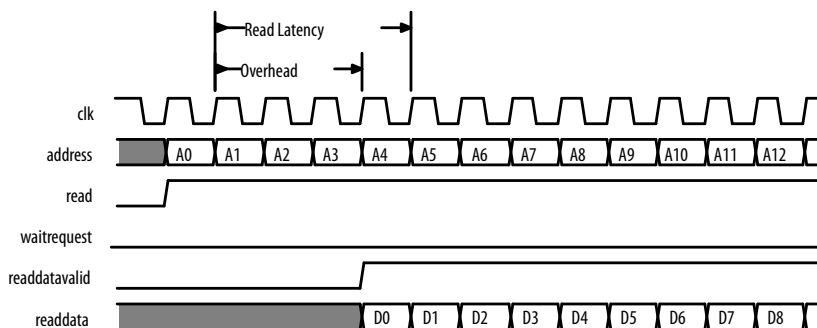 Read Latency
Overhead
clk
address A0 A1 A2 A3 A4 A5 A6 A7 A8 A9 A10 A11 A12
read
waitrequest
readdatavalid
readdata D0 D1 D2 D3 D4 D5 D6 D7 D8